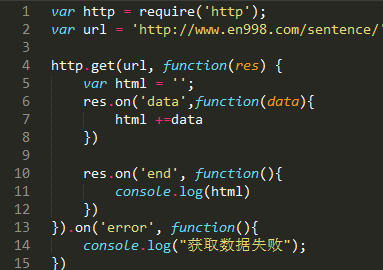 1 var http = require('http');
2 var url = 'http://www.en998.com/sentence/'
3
4 http.get(url, function(res) {
5 var html = '';
6 res.on('data',function(data){
7 html +=data
8 })
9
10 res.on('end', function(){
11 console.log(html)
12 })
13 }).on('error', function(){
14 console.log("获取数据失败");
15 })